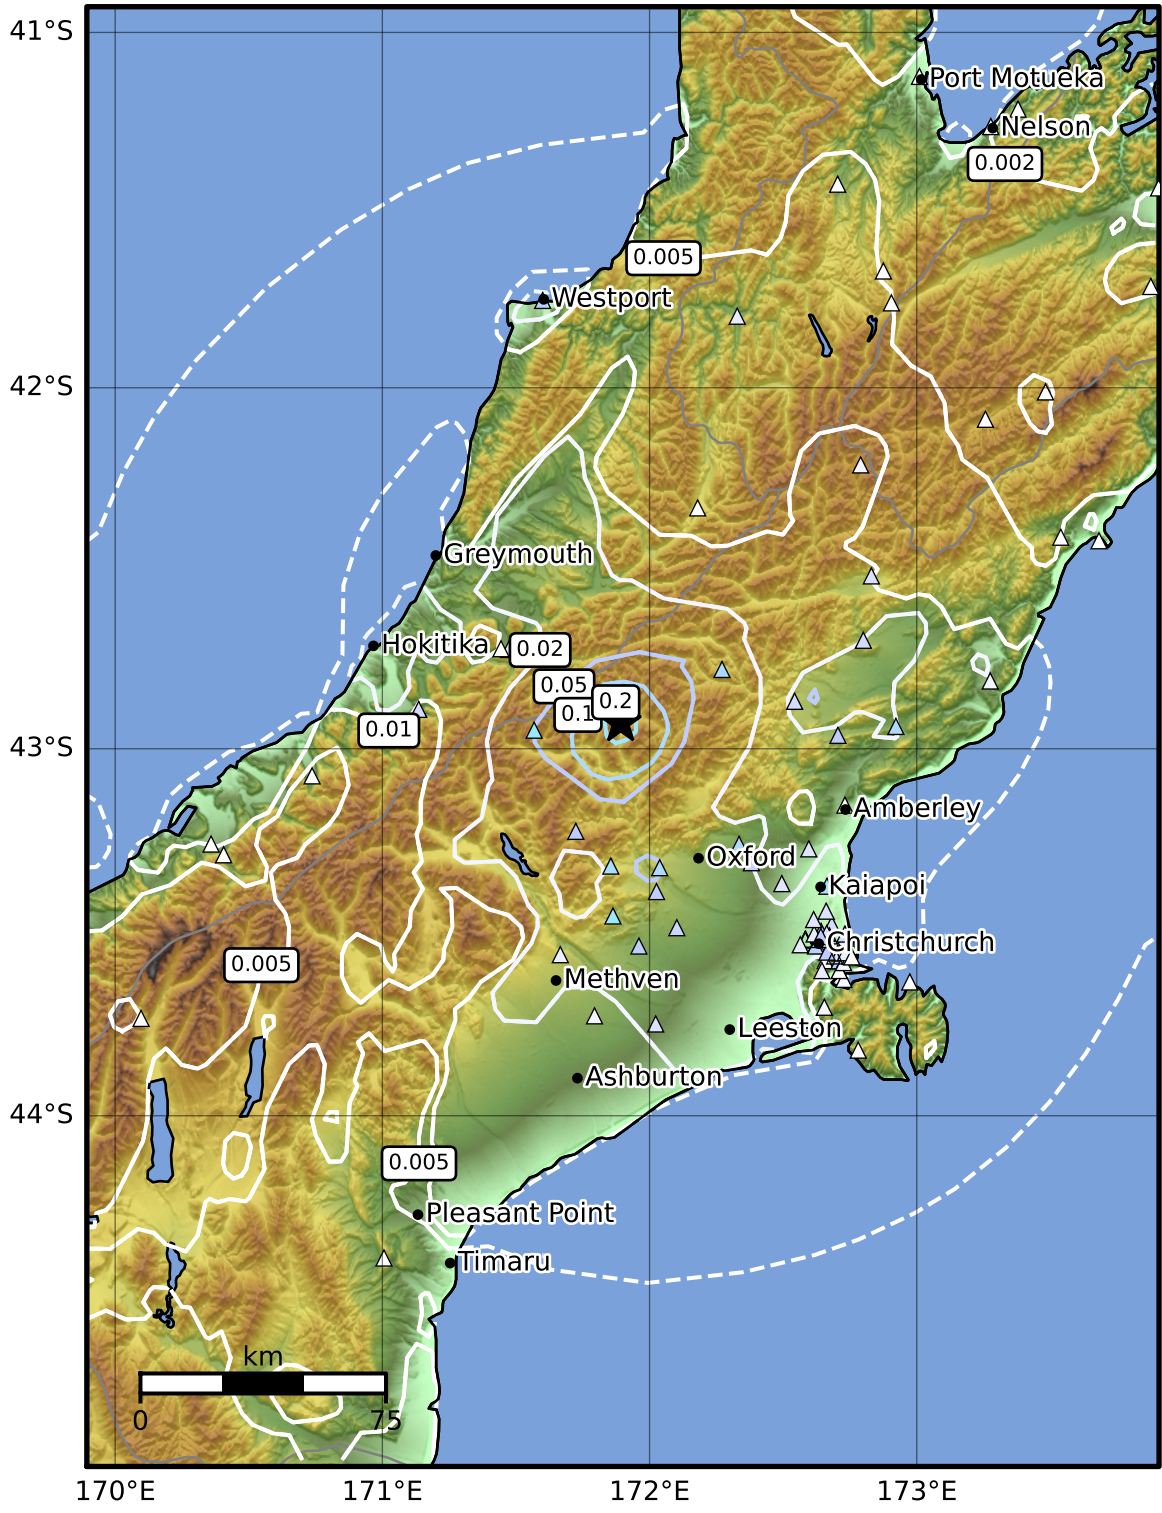 41°S
Port Motueka
Nelson
0.002
0.005
Westport
42°S
Greymouth
Hokitika
0.02
0.05
0.2
0.1
0.01
43°S
Amberley
Oxford
Kaiapoi
Christchurch
0.005
Methven
Leeston
Ashburton
44°S
0.005
Pleasant Point
Timaru
km
0
75
170°E
171°E
172°E
173°E